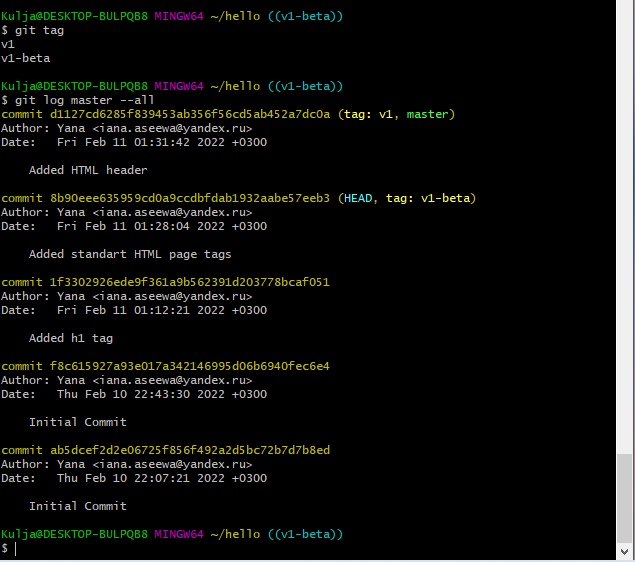 Kulja@DESKTOP-BULPQB8 MINGW64 ~/hello ((v1-beta))
$ git tag
v1
v1-beta
Kulja@DESKTOP-BULPQB8 MINGW64 ~/hello ((v1-beta))
$ git log master --all
commit d1127cd6285f839453ab356f56cd5ab452a7dc0a (tag: v1, master)
Author: Yana <iana.aseewa@yandex.ru>
Date:   Fri Feb 11 01:31:42 2022 +0300
Added HTML header
commit 8b90eee635959cd0a9ccdbfdab1932aabe57eeb3 (HEAD, tag: v1-beta)
Author: Yana <iana.aseewa@yandex.ru>
Date:   Fri Feb 11 01:28:04 2022 +0300
Added standart HTML page tags
commit 1f3302926ede9f361a9b562391d203778bcaf051
Author: Yana <iana.aseewa@yandex.ru>
Date:   Fri Feb 11 01:12:21 2022 +0300
Added h1 tag
commit f8c615927a93e017a342146995d06b6940fec6e4
Author: Yana <iana.aseewa@yandex.ru>
Date:   Thu Feb 10 22:43:30 2022 +0300
Initial Commit
commit ab5dcef2d2e06725f856f492a2d5bc72b7d7b8ed
Author: Yana <iana.aseewa@yandex.ru>
Date:   Thu Feb 10 22:07:21 2022 +0300
Initial Commit
Kulja@DESKTOP-BULPQB8 MINGW64 ~/hello ((v1-beta))
$